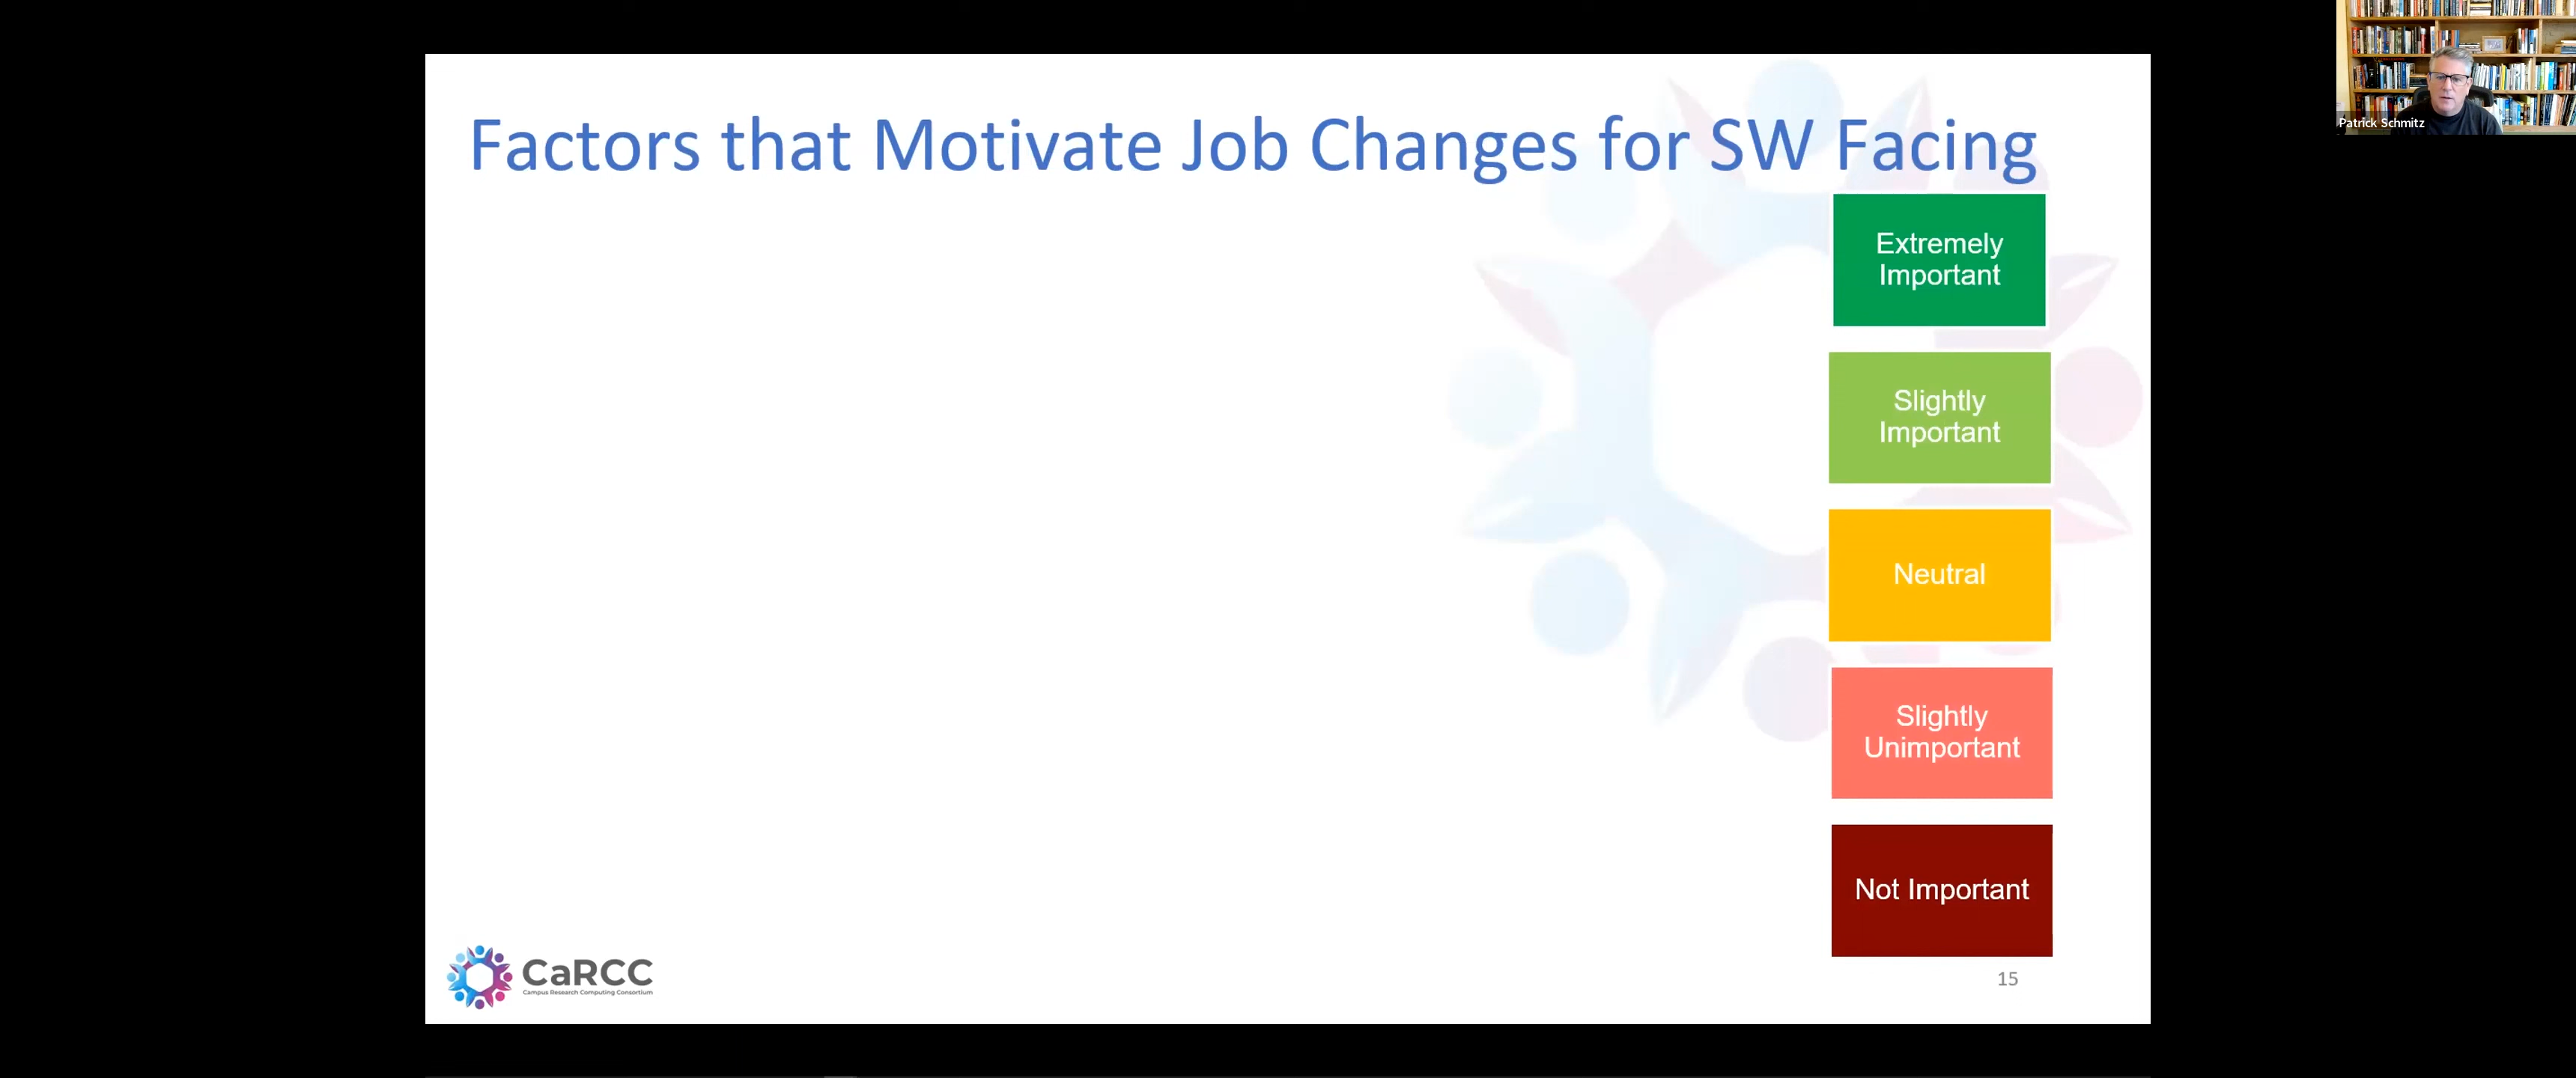 Factors that Motivate Job Changes for SW Facing
Extremely
Important
Slightly
Important
Neutral
Slightly
Unimportant
Not Important
CaRCC
Campus Research Computing Consortium
15
Patrick Schmitz